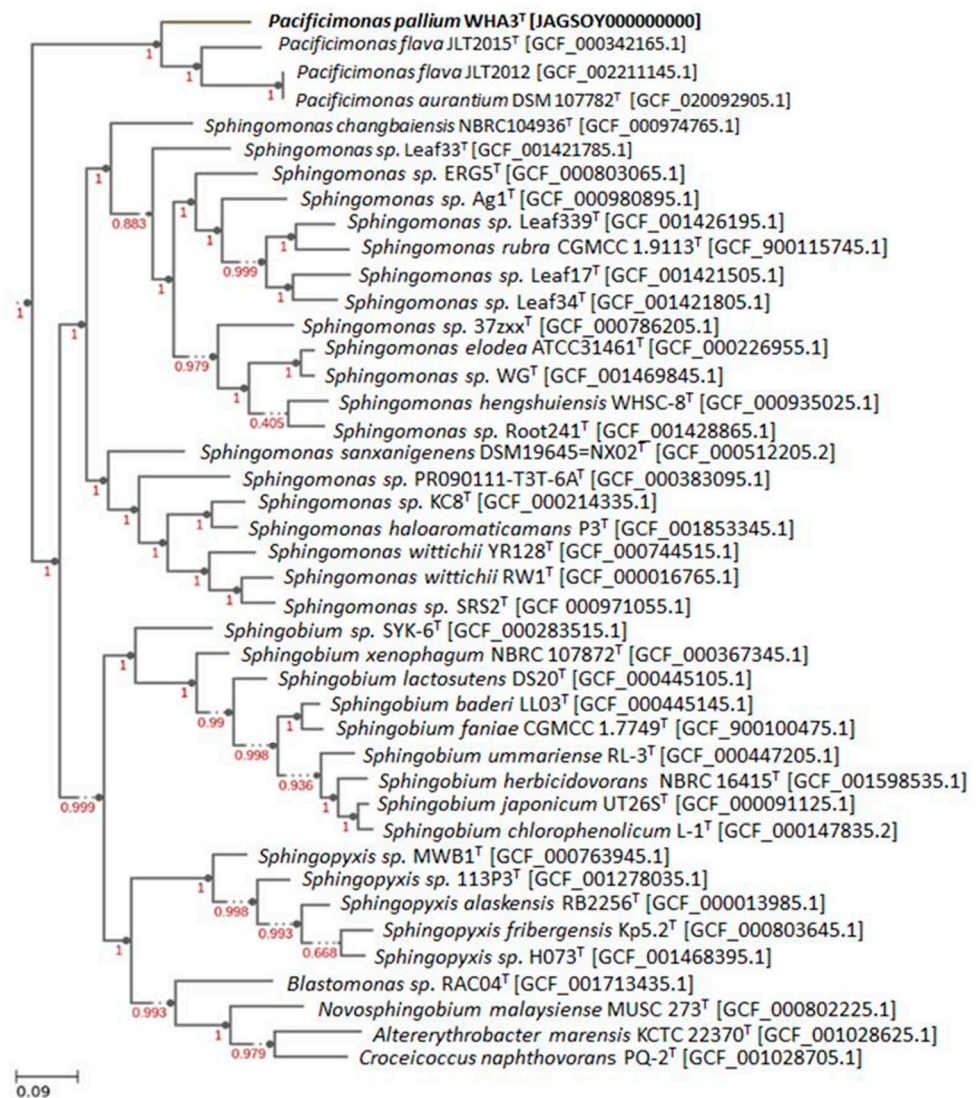 Pacificimonas pallium WHA3ᵀ [JAGSOY000000000]
Pacificimonas flava JLT2015ᵀ [GCF_000342165.1]
1
1
Pacificimonas flava JLT2012 [GCF_002211145.1]
1
Pacificimonas aurantium DSM 107782ᵀ [GCF_020092905.1]
Sphingomonas changbaiensis NBRC104936ᵀ [GCF_000974765.1]
Sphingomonas sp. Leaf33ᵀ [GCF_001421785.1]
1
Sphingomonas sp. ERG5ᵀ [GCF_000803065.1]
Sphingomonas sp. Ag1ᵀ [GCF_000980895.1]
1
0.883
Sphingomonas sp. Leaf339ᵀ [GCF_001426195.1]
1
Sphingomonas rubra CGMCC 1.9113ᵀ [GCF_900115745.1]
1
0.999
Sphingomonas sp. Leaf17ᵀ [GCF_001421505.1]
1
1
Sphingomonas sp. Leaf34ᵀ [GCF_001421805.1]
1
Sphingomonas sp. 37zxxᵀ [GCF_000786205.1]
1
Sphingomonas elodea ATCC31461ᵀ [GCF_000226955.1]
0.979
1
Sphingomonas sp. WGᵀ [GCF_001469845.1]
1
Sphingomonas hengshuiensis WHSC-8ᵀ [GCF_000935025.1]
0.405
Sphingomonas sp. Root241ᵀ [GCF_001428865.1]
Sphingomonas sanxanigenens DSM19645=NX02ᵀ [GCF_000512205.2]
1
Sphingomonas sp. PR090111-T3T-6Aᵀ [GCF_000383095.1]
Sphingomonas sp. KC8ᵀ [GCF_000214335.1]
1
1
Sphingomonas haloaromaticamans P3ᵀ [GCF_001853345.1]
1
Sphingomonas wittichii YR128ᵀ [GCF_000744515.1]
1
1
Sphingomonas wittichii RW1ᵀ [GCF_000016765.1]
1
Sphingomonas sp. SRS2ᵀ [GCF 000971055.1]
Sphingobium sp. SYK-6ᵀ [GCF_000283515.1]
Sphingobium xenophagum NBRC 107872ᵀ [GCF_000367345.1]
1
Sphingobium lactosutens DS20ᵀ [GCF_000445105.1]
1
Sphingobium baderi LL03ᵀ [GCF_000445145.1]
0.99
1
Sphingobium faniae CGMCC 1.7749ᵀ [GCF_900100475.1]
0.998
Sphingobium ummariense RL-3ᵀ [GCF_000447205.1]
0.936
Sphingobium herbicidovorans NBRC 16415ᵀ [GCF_001598535.1]
0.999
1
Sphingobium japonicum UT26Sᵀ [GCF_000091125.1]
1
Sphingobium chlorophenolicum L-1ᵀ [GCF_000147835.2]
Sphingopyxis sp. MWB1ᵀ [GCF_000763945.1]
Sphingopyxis sp. 113P3ᵀ [GCF_001278035.1]
1
Sphingopyxis alaskensis RB2256ᵀ [GCF_000013985.1]
0.998
0.993
Sphingopyxis fribergensis Kp5.2ᵀ [GCF_000803645.1]
1
0.668
Sphingopyxis sp. H073ᵀ [GCF_001468395.1]
Blastomonas sp. RAC04ᵀ [GCF_001713435.1]
0.993
Novosphingobium malaysiense MUSC 273ᵀ [GCF_000802225.1]
1
Altererythrobacter marensis KCTC 22370ᵀ [GCF_001028625.1]
0.979
Croceicoccus naphthovorans PQ-2ᵀ [GCF_001028705.1]
0.09